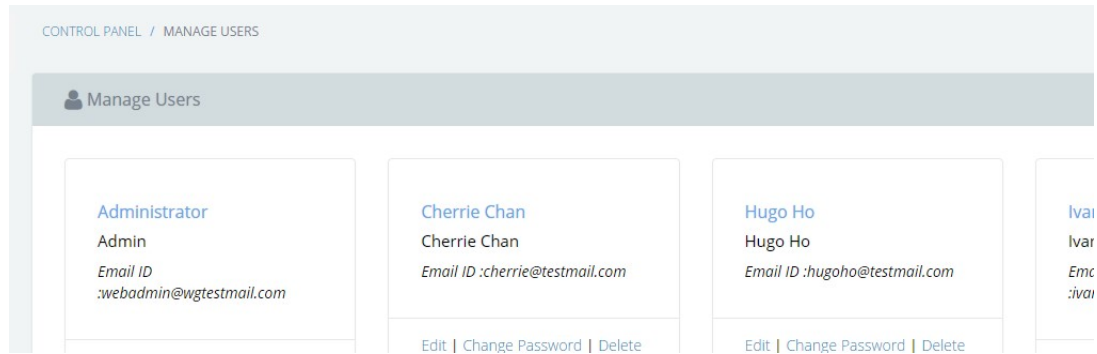 CONTROL PANEL / MANAGE USERS
Manage Users
Administrator
Admin
Email ID
:webadmin@wgtestmail.com
Cherrie Chan
Cherrie Chan
Email ID :cherrie@testmail.com
Edit | Change Password | Delete
Hugo Ho
Hugo Ho
Email ID :hugoho@testmail.com
Edit | Change Password | Delete